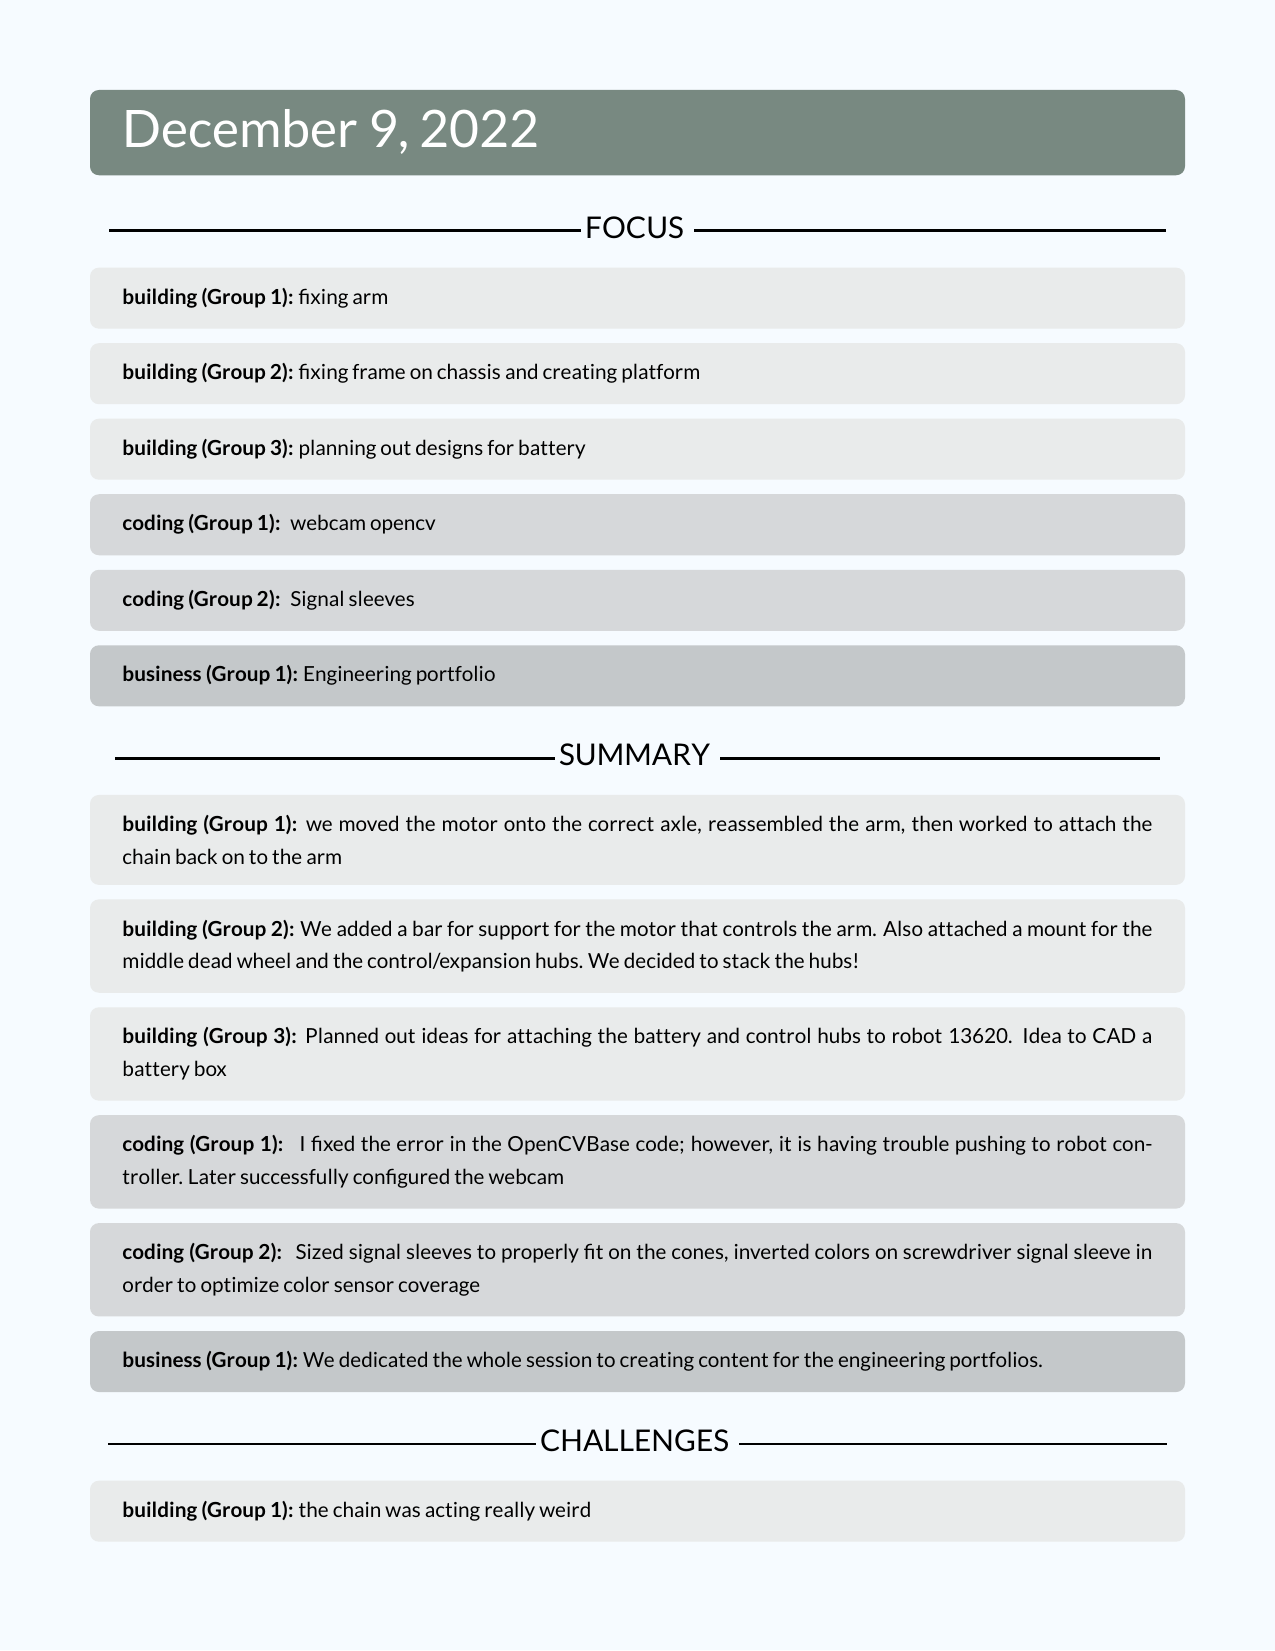 December 9, 2022
FOCUS
building (Group 1): fixing arm
building (Group 2): fixing frame on chassis and creating platform
building (Group 3): planning out designs for battery
coding (Group 1): webcam opencv
coding (Group 2): Signal sleeves
business (Group 1): Engineering portfolio
SUMMARY
building (Group 1): we moved the motor onto the correct axle, reassembled the arm, then worked to attach the
chain back on to the arm
building (Group 2): We added a bar for support for the motor that controls the arm. Also attached a mount for the
middle dead wheel and the control/expansion hubs. We decided to stack the hubs!
building (Group 3): Planned out ideas for attaching the battery and control hubs to robot 13620. Idea to CAD a
battery box
coding (Group 1): I fixed the error in the OpenCVBase code; however, it is having trouble pushing to robot con-
troller. Later successfully configured the webcam
coding (Group 2): Sized signal sleeves to properly fit on the cones, inverted colors on screwdriver signal sleeve in
order to optimize color sensor coverage
business (Group 1): We dedicated the whole session to creating content for the engineering portfolios.
CHALLENGES
building (Group 1): the chain was acting really weird